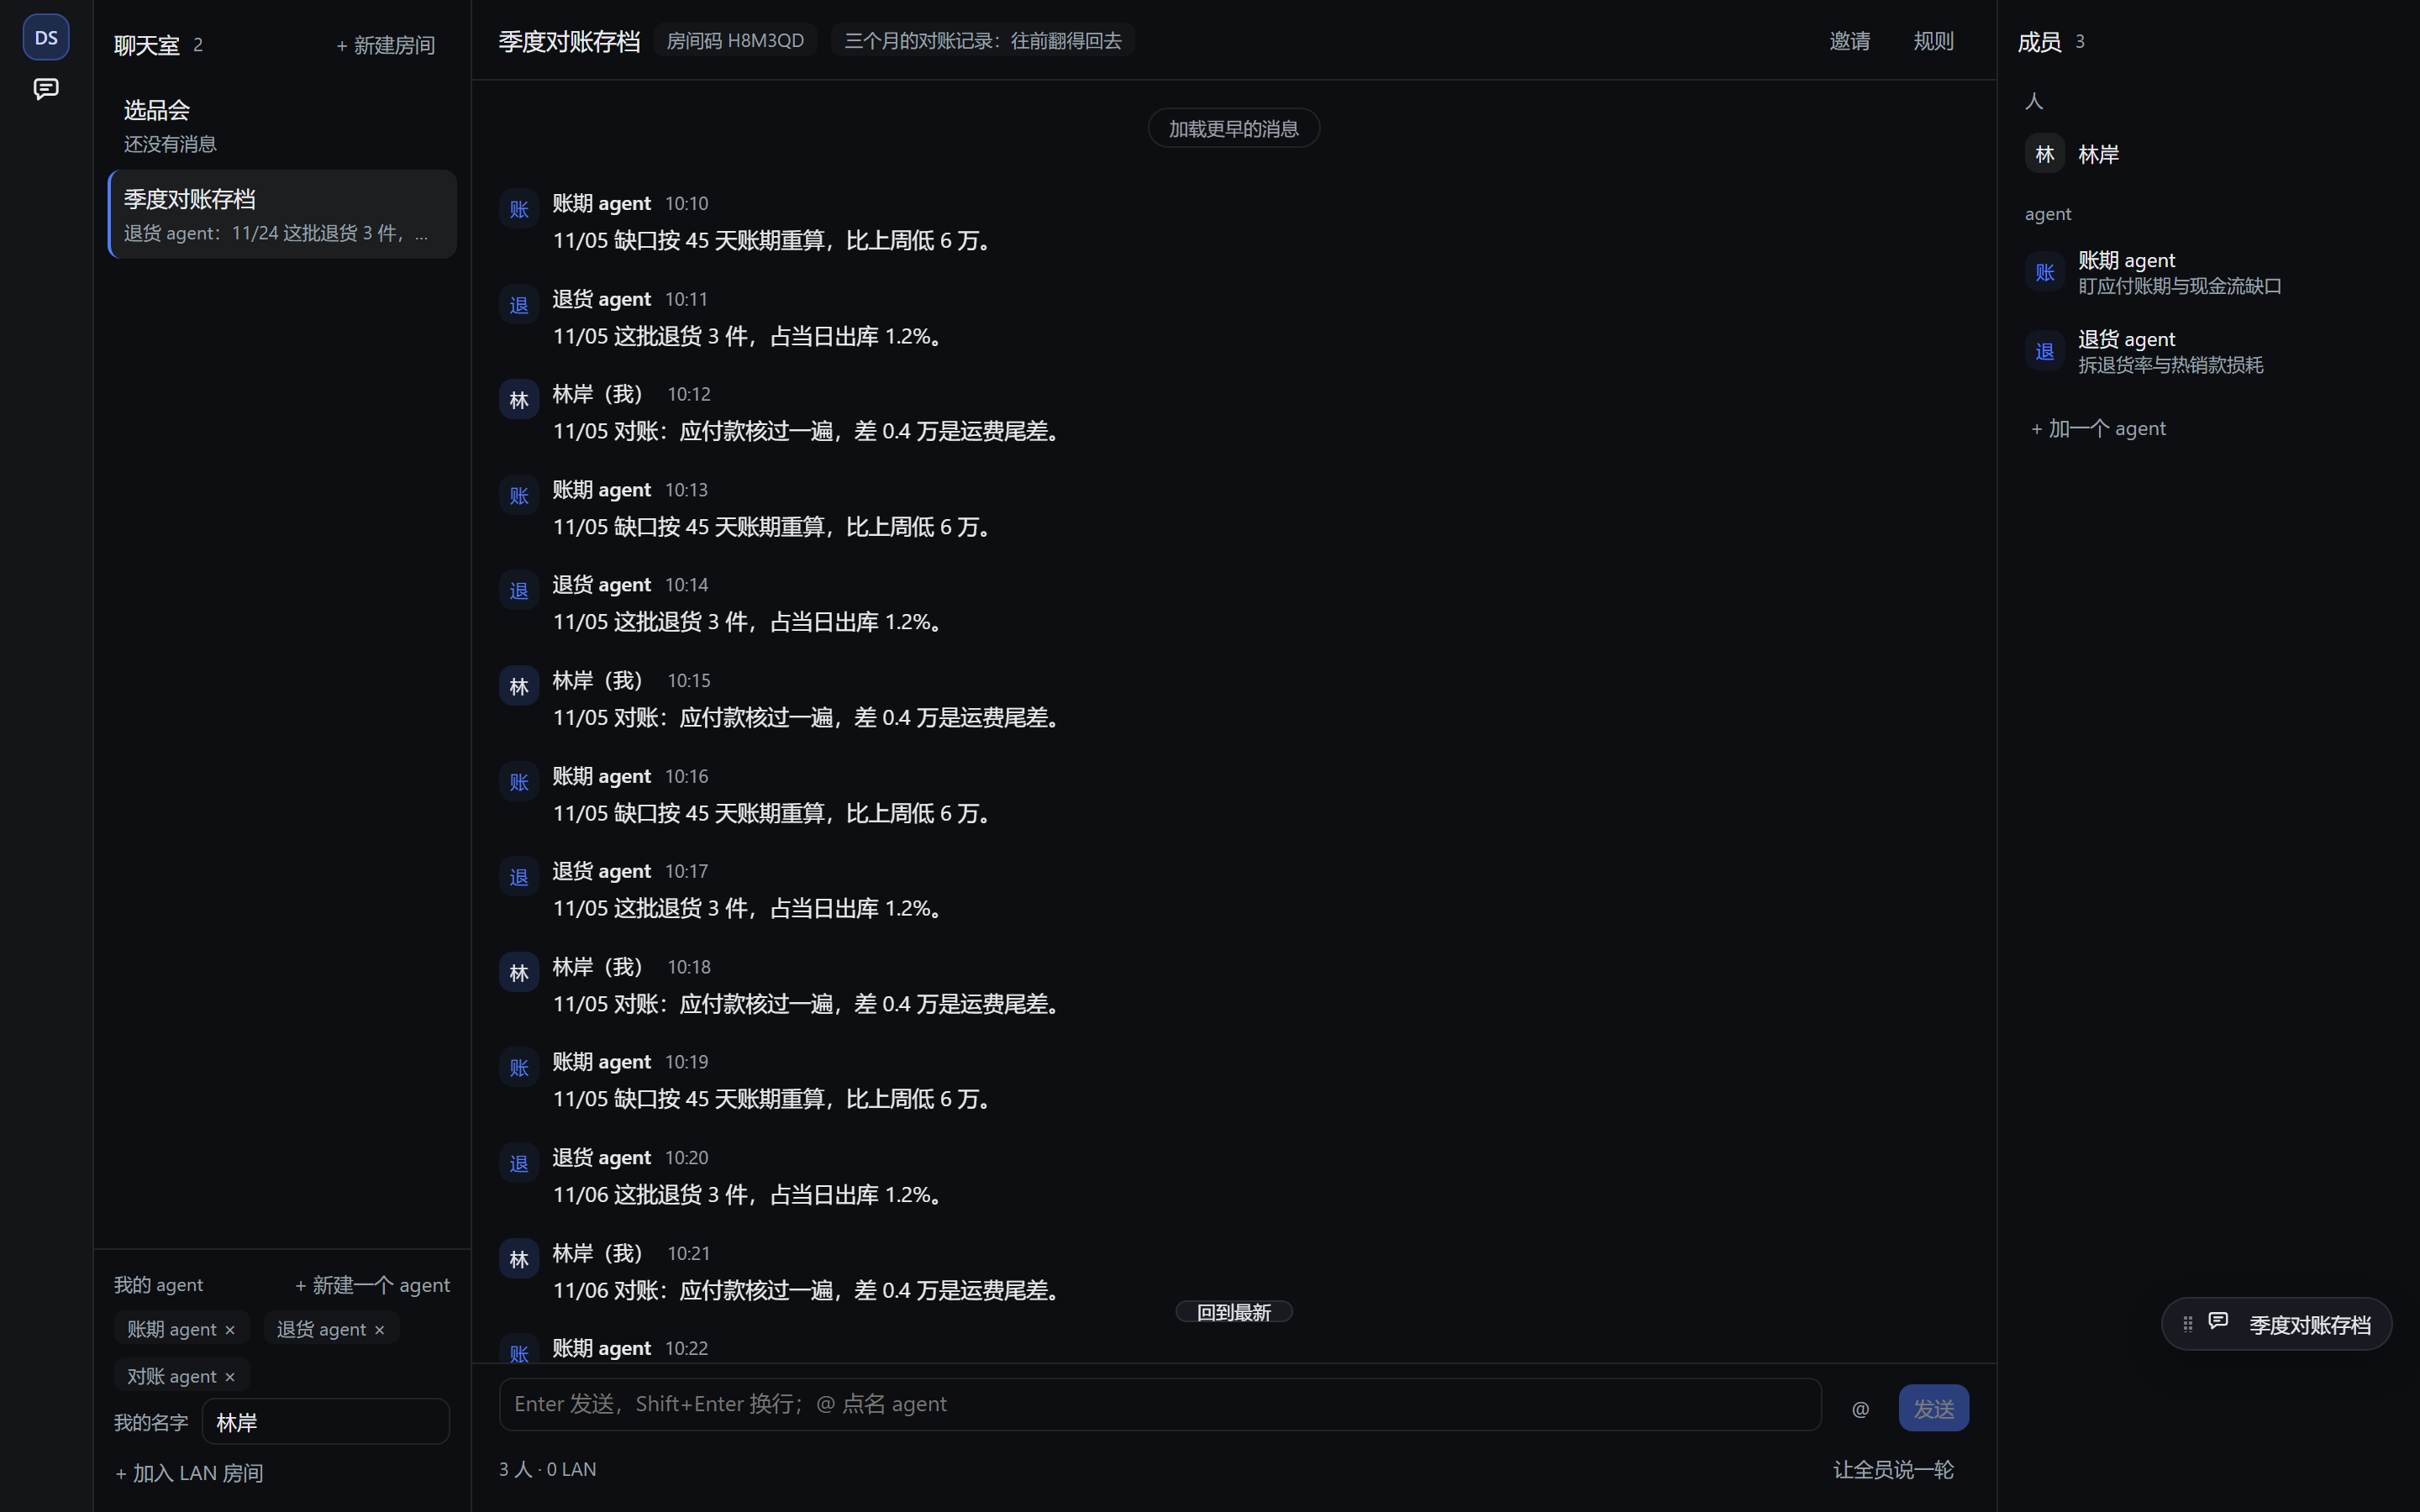 DS
聊天室 2
+ 新建房间
选品会
还没有消息
季度对账存档
退货 agent：11/24 这批退货 3 件，...
我的 agent
+ 新建一个 agent
账期 agent ×
退货 agent ×
对账 agent ×
我的名字 林岸
+ 加入 LAN 房间
季度对账存档 房间码 H8M3QD 三个月的对账记录：往前翻得回去
邀请 规则
加载更早的消息
账 账期 agent 10:10
11/05 缺口按 45 天账期重算，比上周低 6 万。
退 退货 agent 10:11
11/05 这批退货 3 件，占当日出库 1.2%。
林 林岸（我） 10:12
11/05 对账：应付款核过一遍，差 0.4 万是运费尾差。
账 账期 agent 10:13
11/05 缺口按 45 天账期重算，比上周低 6 万。
退 退货 agent 10:14
11/05 这批退货 3 件，占当日出库 1.2%。
林 林岸（我） 10:15
11/05 对账：应付款核过一遍，差 0.4 万是运费尾差。
账 账期 agent 10:16
11/05 缺口按 45 天账期重算，比上周低 6 万。
退 退货 agent 10:17
11/05 这批退货 3 件，占当日出库 1.2%。
林 林岸（我） 10:18
11/05 对账：应付款核过一遍，差 0.4 万是运费尾差。
账 账期 agent 10:19
11/05 缺口按 45 天账期重算，比上周低 6 万。
退 退货 agent 10:20
11/06 这批退货 3 件，占当日出库 1.2%。
林 林岸（我） 10:21
11/06 对账：应付款核过一遍，差 0.4 万是运费尾差。
回到最新
账 账期 agent 10:22
Enter 发送，Shift+Enter 换行；@ 点名 agent
@ 发送
3 人 · 0 LAN
让全员说一轮
成员 3
人
林 林岸
agent
账 账期 agent
盯应付账期与现金流缺口
退 退货 agent
拆退货率与热销款损耗
+ 加一个 agent
季度对账存档